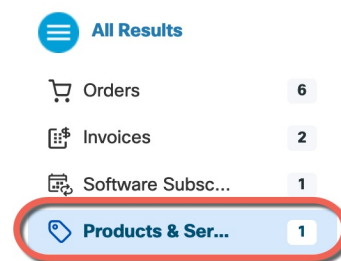 All Results
Orders 6
Invoices 2
Software Subsc... 1
Products & Ser... 1